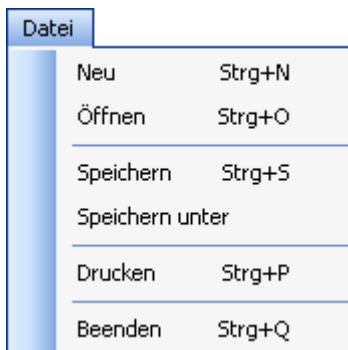 Datei
Neu Strg+N
Öffnen Strg+O
Speichern Strg+S
Speichern unter
Drucken Strg+P
Beenden Strg+Q